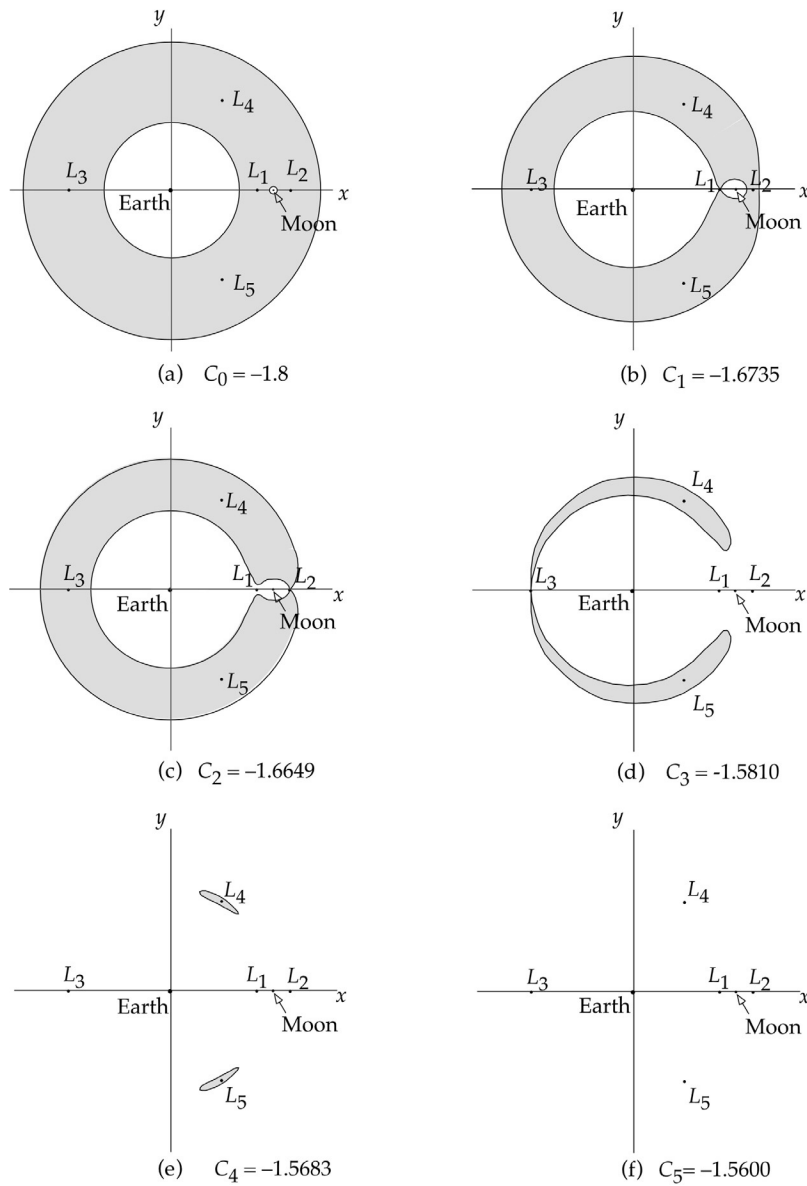 y
L4
L3
L1
L2
x
Earth
Moon
L5
(a) C0 = –1.8
y
L4
L3
L1
L2
x
Earth
Moon
L5
(b) C1 = –1.6735
y
L4
L3
L1
L2
x
Earth
Moon
L5
(c) C2 = –1.6649
y
L4
L3
L1
L2
Earth
Moon
L5
(d) C3 = -1.5810
y
L4
L3
L1
L2
x
Earth
Moon
L5
(e) C4 = –1.5683
y
L4
L3
L1
L2
x
Earth
Moon
L5
(f) C5= –1.5600